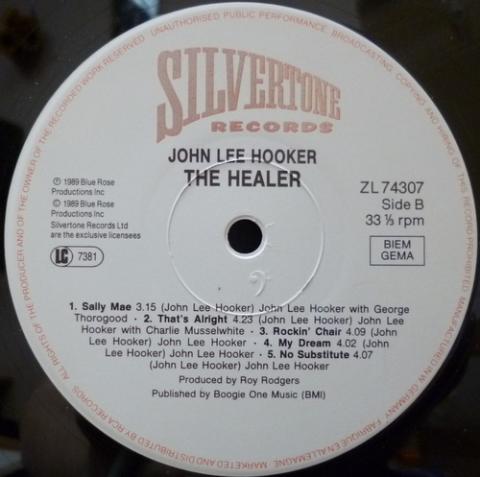 SILVERTONE
RECORDS
JOHN LEE HOOKER
THE HEALER
℗ 1989 Blue Rose
Productions Inc
© 1989 Blue Rose
Productions Inc
Silvertone Records Ltd
are the exclusive licensees
LC 7381
ZL 74307
Side B
33 ⅓ rpm
BIEM
GEMA
1. Sally Mae 3.15 (John Lee Hooker) John Lee Hooker with George
Thorogood · 2. That's Alright 4.23 (John Lee Hooker) John Lee
Hooker with Charlie Musselwhite · 3. Rockin' Chair 4.09 (John
Lee Hooker) John Lee Hooker · 4. My Dream 4.02 (John Lee
Hooker) John Lee Hooker · 5. No Substitute 4.07
(John Lee Hooker) John Lee Hooker
Produced by Roy Rodgers
Published by Boogie One Music (BMI)
ALL RIGHTS OF THE PRODUCER AND OF THE OWNER OF THE RECORDED WORK RESERVED. UNAUTHORISED PUBLIC PERFORMANCE, BROADCASTING, COPYING AND HIRING OF THIS RECORD PROHIBITED. MANUFACTURED IN W. GERMANY. FABRIQUE EN ALLEMAGNE. MARKETED AND DISTRIBUTED BY RCA RECORDS.